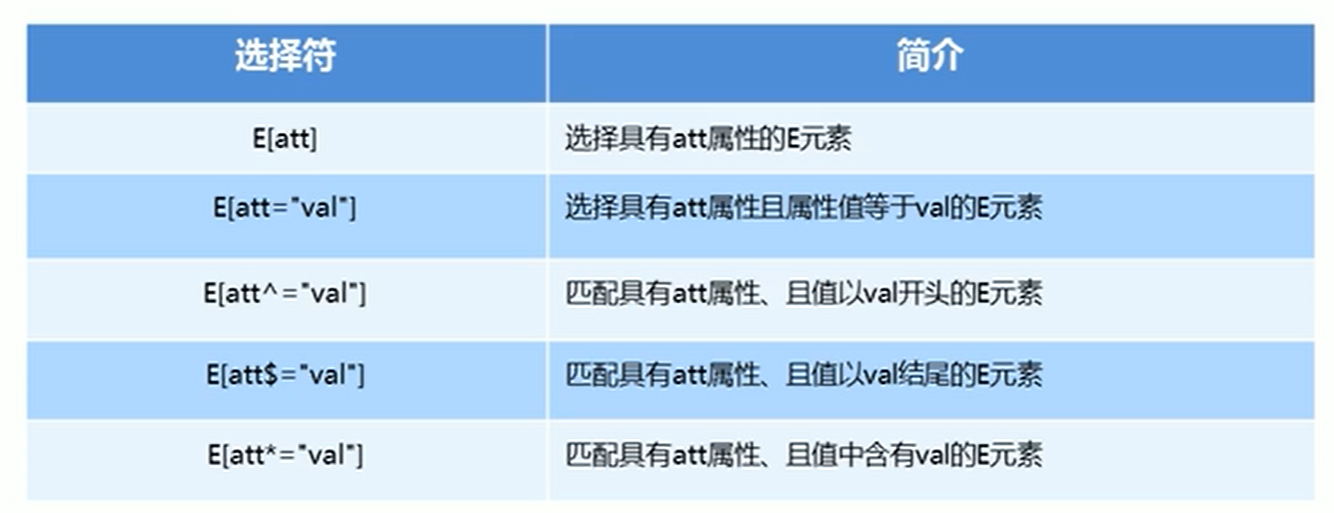 选择符 简介
E[att] 选择具有att属性的E元素
E[att="val"] 选择具有att属性且属性值等于val的E元素
E[att^="val"] 匹配具有att属性、且值以val开头的E元素
E[att$="val"] 匹配具有att属性、且值以val结尾的E元素
E[att*="val"] 匹配具有att属性、且值中含有val的E元素